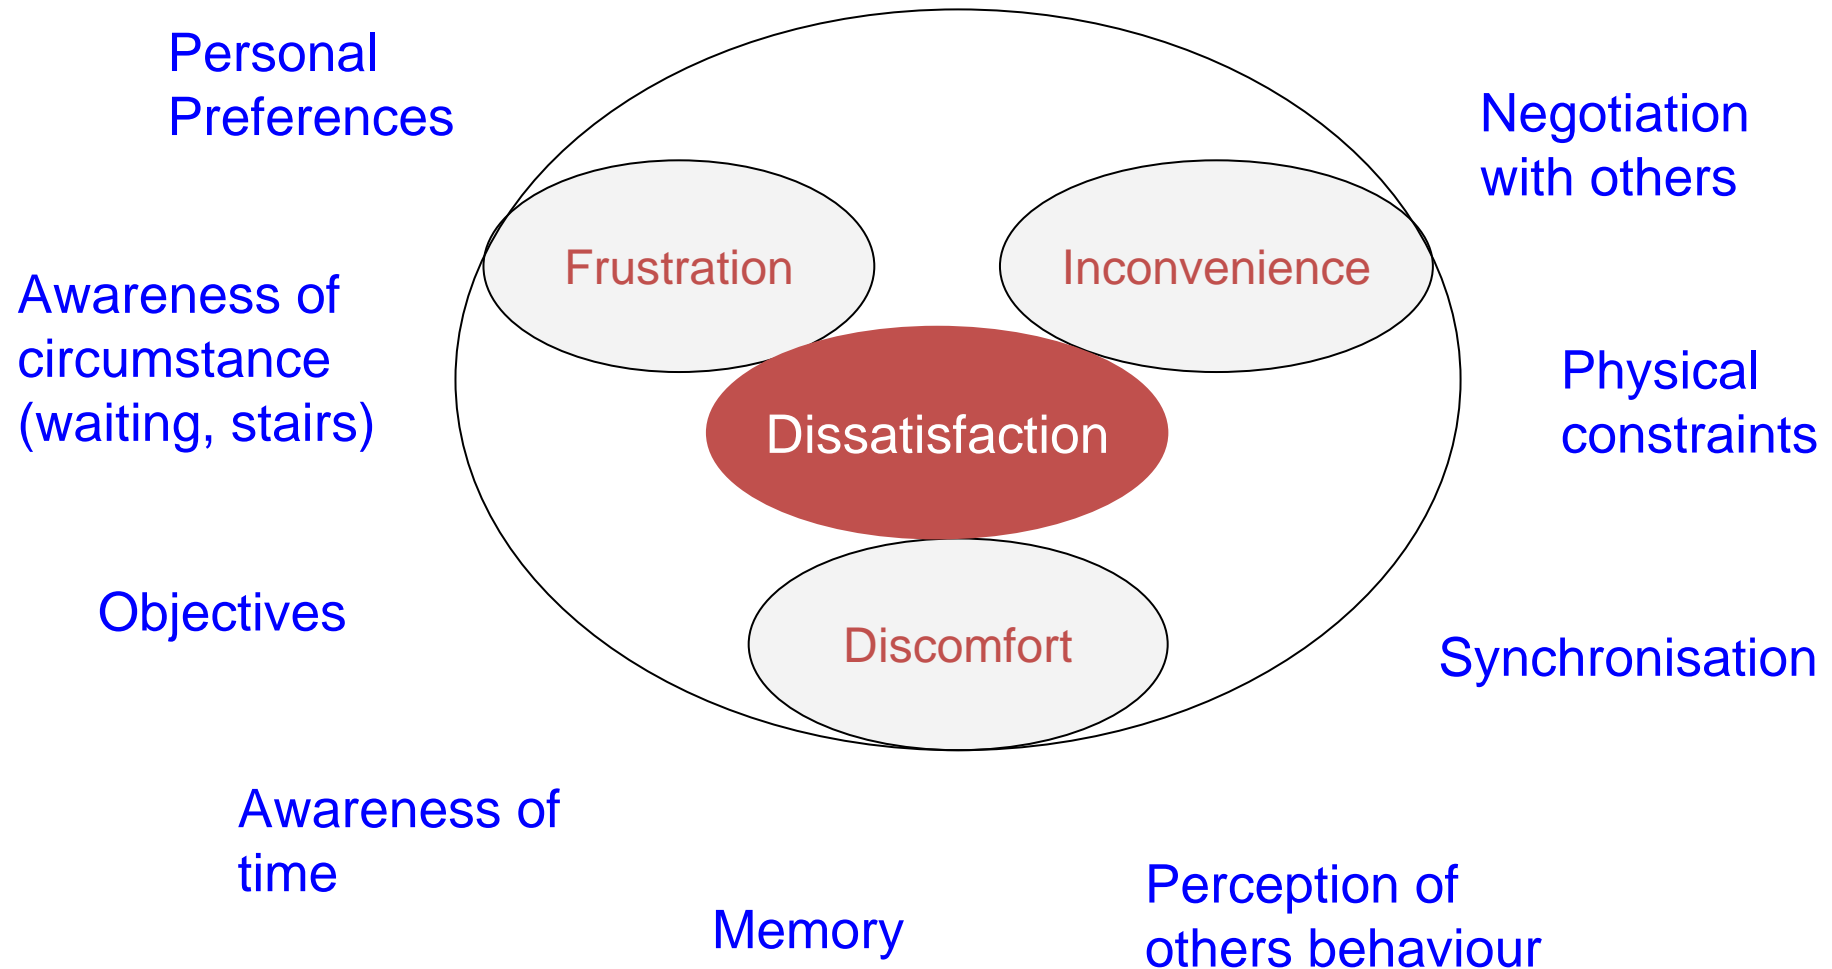 Personal
Preferences
Negotiation
with others
Frustration
Inconvenience
Awareness of
circumstance
(waiting, stairs)
Physical
constraints
Dissatisfaction
Objectives
Discomfort
Synchronisation
Awareness of
time
Memory
Perception of
others behaviour